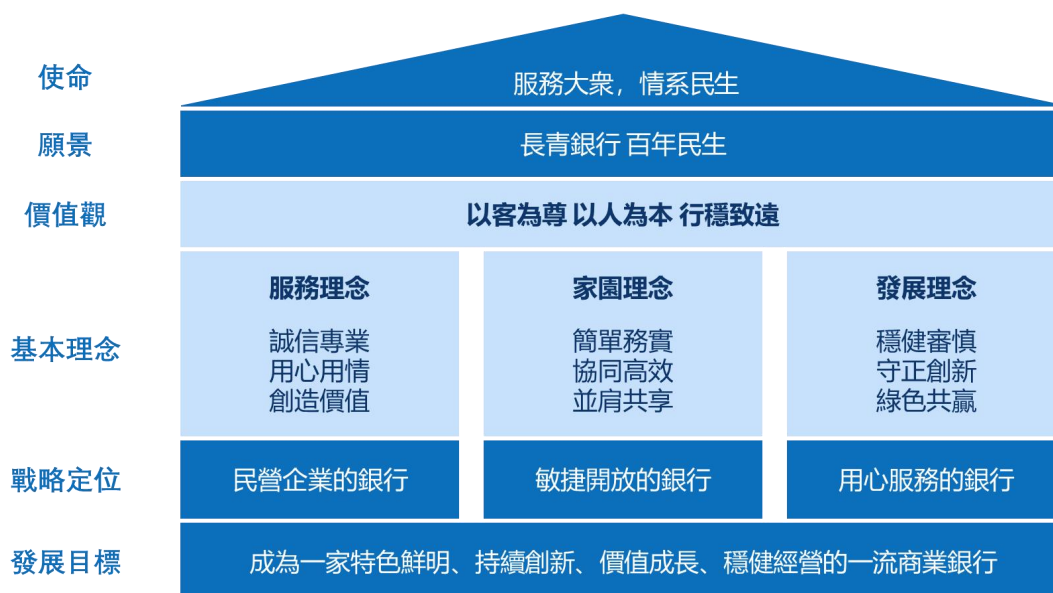 使命
服務大衆，情系民生
願景
長青銀行 百年民生
價值觀
以客為尊 以人為本 行穩致遠
基本理念
服務理念
誠信專業
用心用情
創造價值
家園理念
簡單務實
協同高效
並肩共享
發展理念
穩健審慎
守正創新
綠色共贏
戰略定位
民營企業的銀行
敏捷開放的銀行
用心服務的銀行
發展目標
成為一家特色鮮明、持續創新、價值成長、穩健經營的一流商業銀行